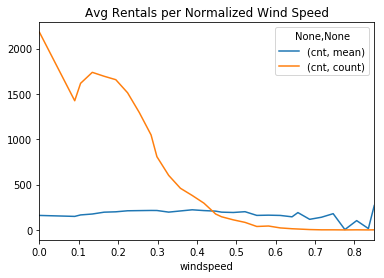 Avg Rentals per Normalized Wind Speed
None,None
(cnt, mean)
(cnt, count)
2000
1500
1000
500
0
0.0 0.1 0.2 0.3 0.4 0.5 0.6 0.7 0.8
windspeed